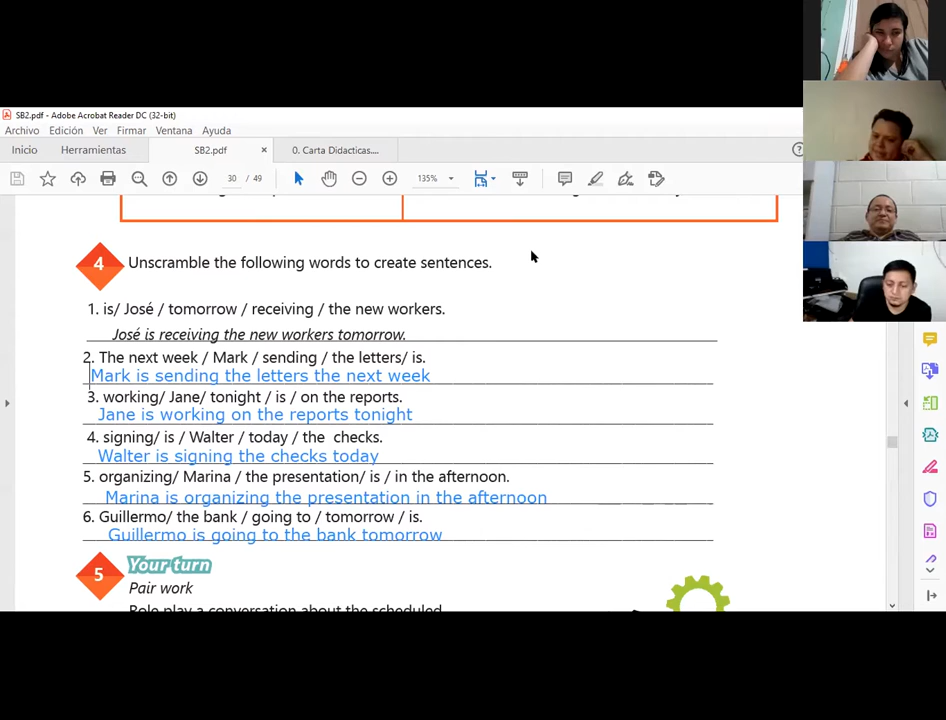 SB2.pdf - Adobe Acrobat Reader DC (32-bit)
Archivo Edición Ver Firmar Ventana Ayuda
Inicio Herramientas SB2.pdf × 0. Carta Didacticas....
30 / 49 135%
4 Unscramble the following words to create sentences.
1. is/ José / tomorrow / receiving / the new workers.
José is receiving the new workers tomorrow.
2. The next week / Mark / sending / the letters/ is.
Mark is sending the letters the next week
3. working/ Jane/ tonight / is / on the reports.
Jane is working on the reports tonight
4. signing/ is / Walter / today / the checks.
Walter is signing the checks today
5. organizing/ Marina / the presentation/ is / in the afternoon.
Marina is organizing the presentation in the afternoon
6. Guillermo/ the bank / going to / tomorrow / is.
Guillermo is going to the bank tomorrow
5 Your turn
Pair work
Role play a conversation about the scheduled